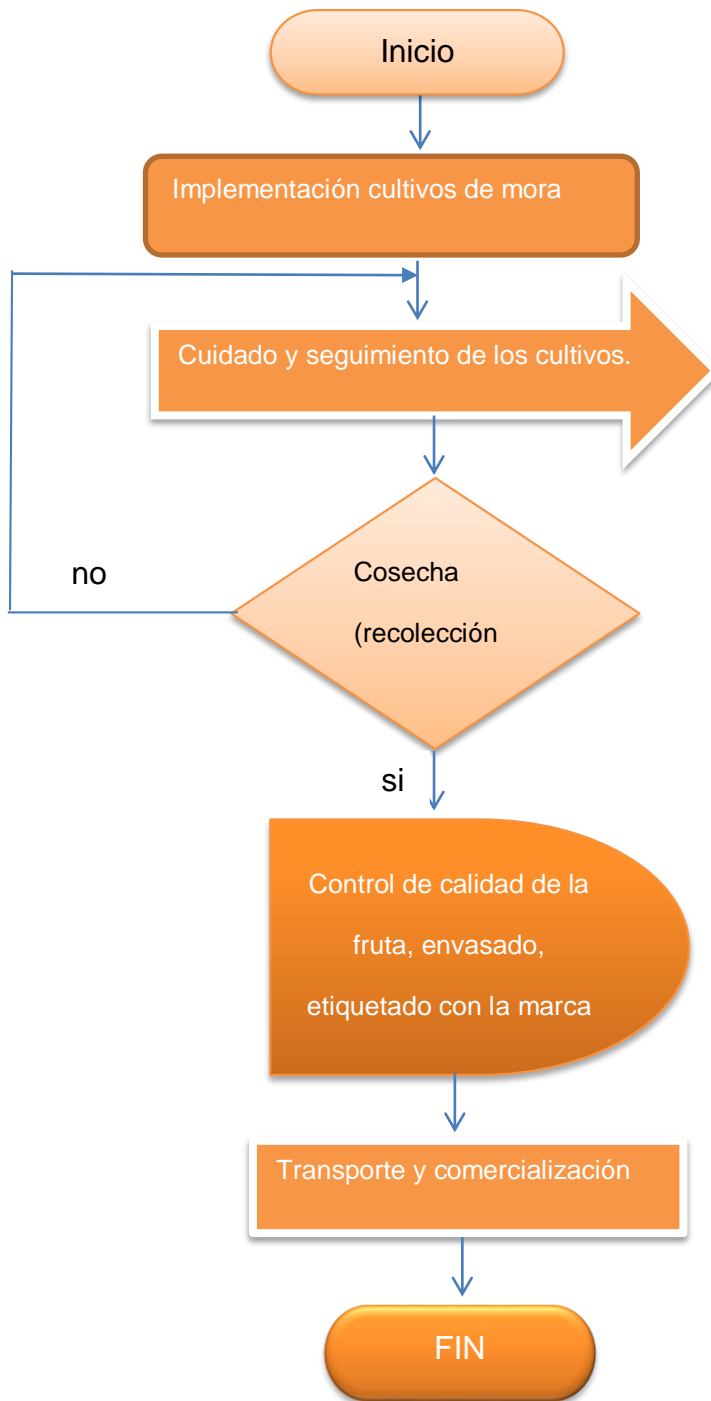 Inicio
Implementación cultivos de mora
Cuidado y seguimiento de los cultivos.
no
Cosecha
(recolección
si
Control de calidad de la
fruta, envasado,
etiquetado con la marca
Transporte y comercialización
FIN